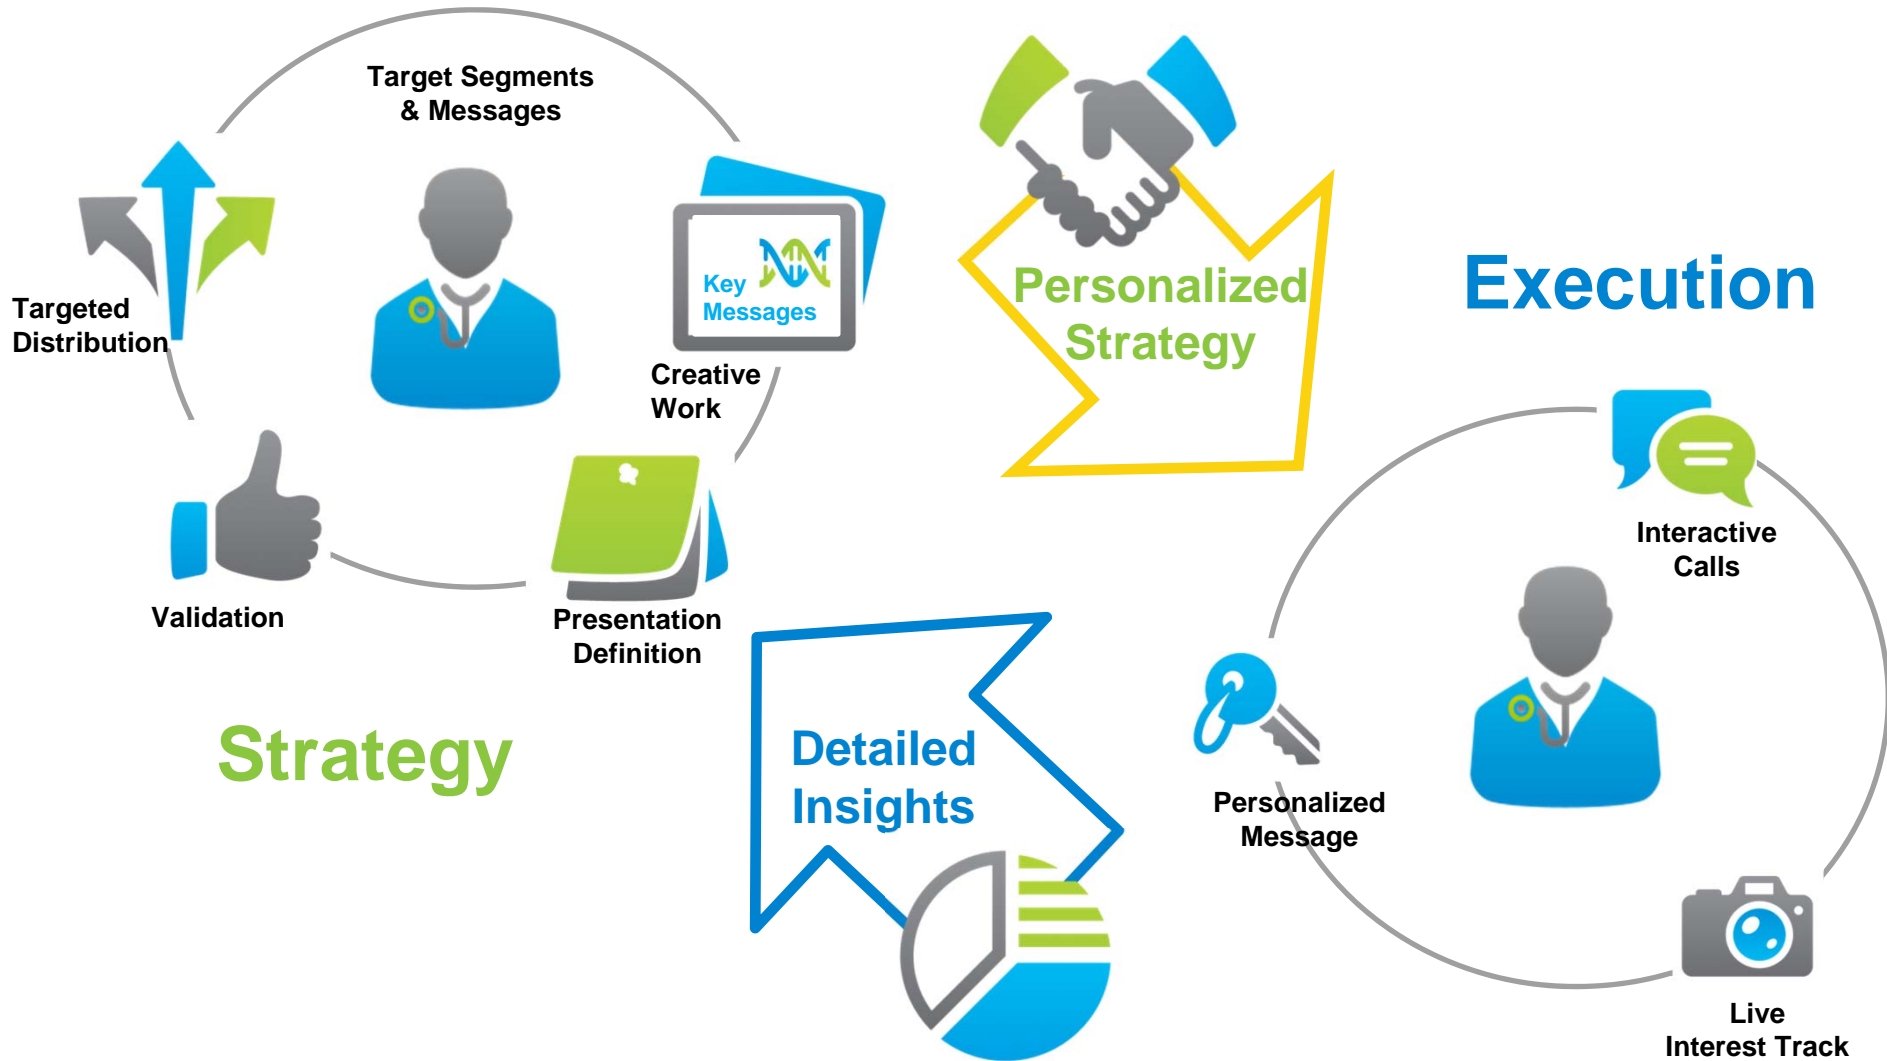 Target Segments
& Messages
Targeted
Distribution
Key
Messages
Creative
Work
Validation
Presentation
Definition
Strategy
Personalized
Strategy
Detailed
Insights
Execution
Interactive
Calls
Personalized
Message
Live
Interest Track